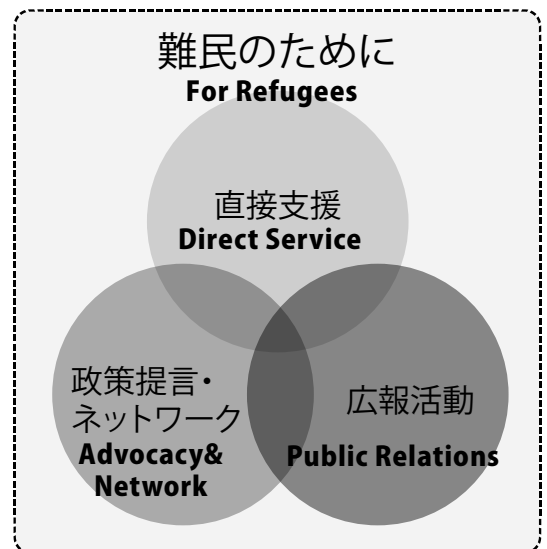 難民のために
For Refugees
直接支援
Direct Service
政策提言・
ネットワーク
Advocacy&
Network
広報活動
Public Relations